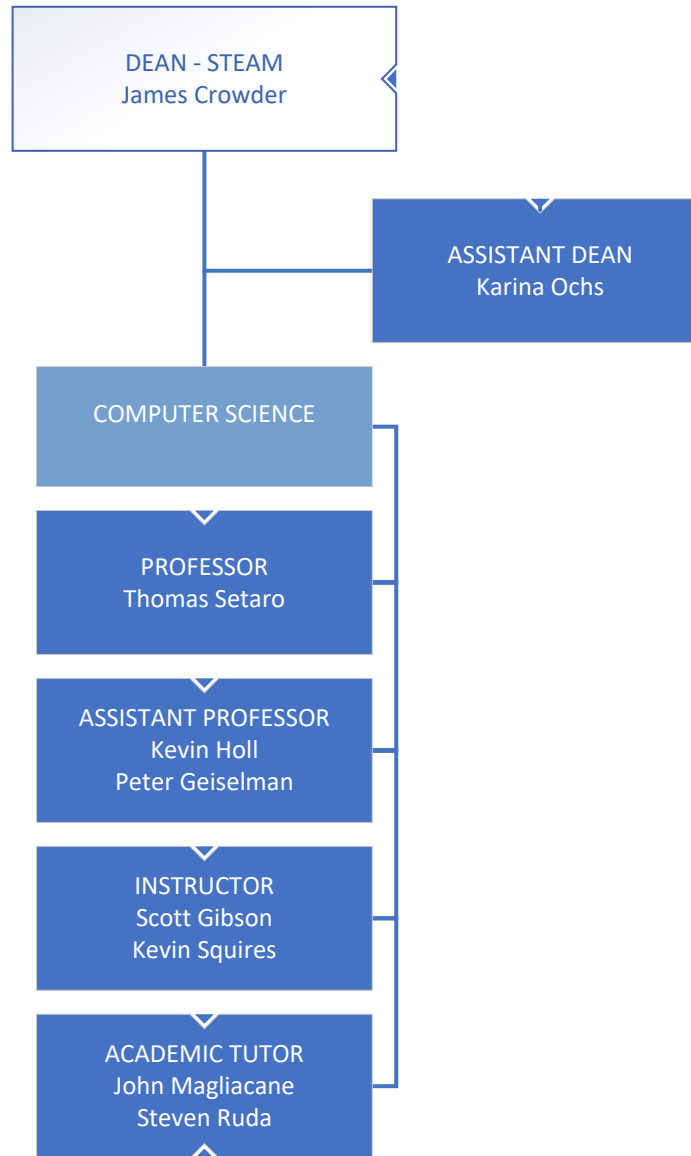 DEAN - STEAM
James Crowder
ASSISTANT DEAN
Karina Ochs
COMPUTER SCIENCE
PROFESSOR
Thomas Setaro
ASSISTANT PROFESSOR
Kevin Holl
Peter Geiselman
INSTRUCTOR
Scott Gibson
Kevin Squires
ACADEMIC TUTOR
John Magliacane
Steven Ruda